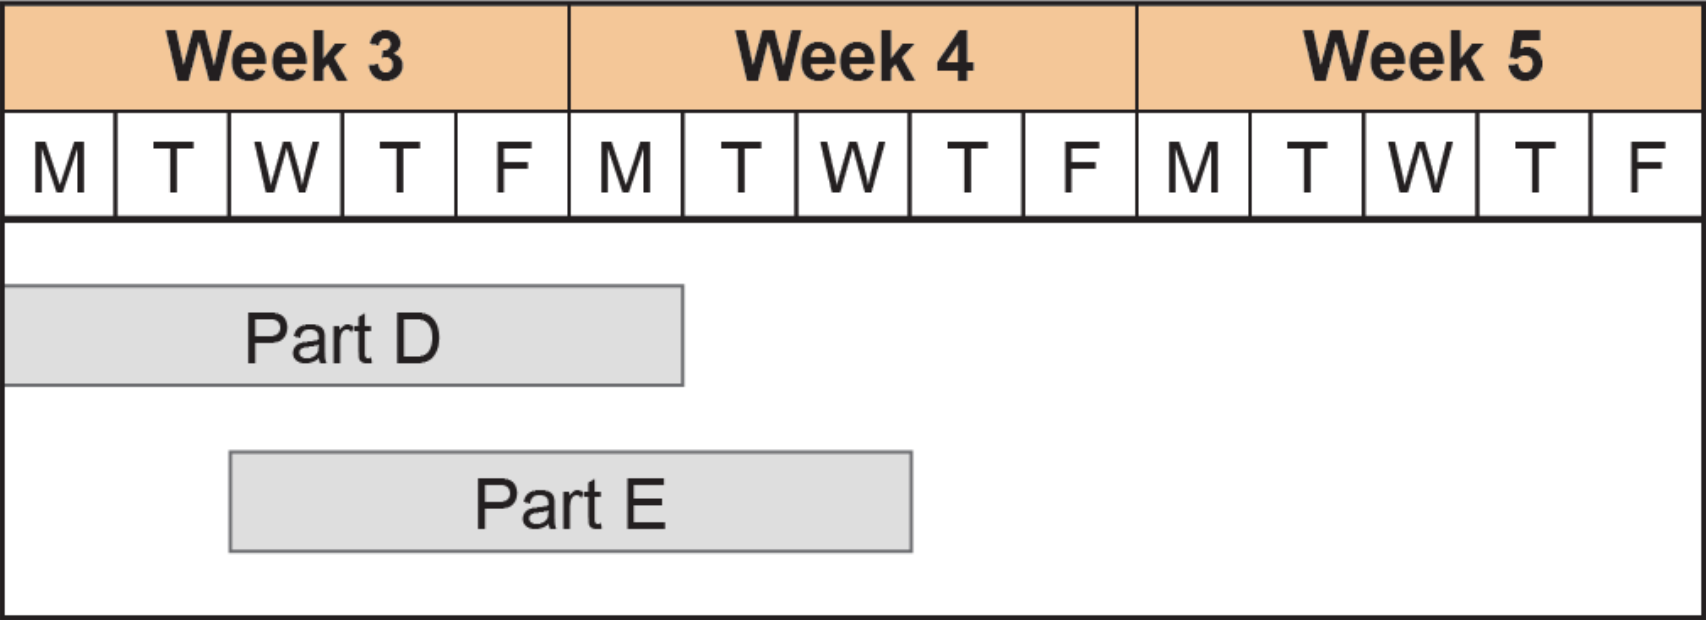 Week 3 Week 4 Week 5
M T W T F M T W T F M T W T F
Part D
Part E